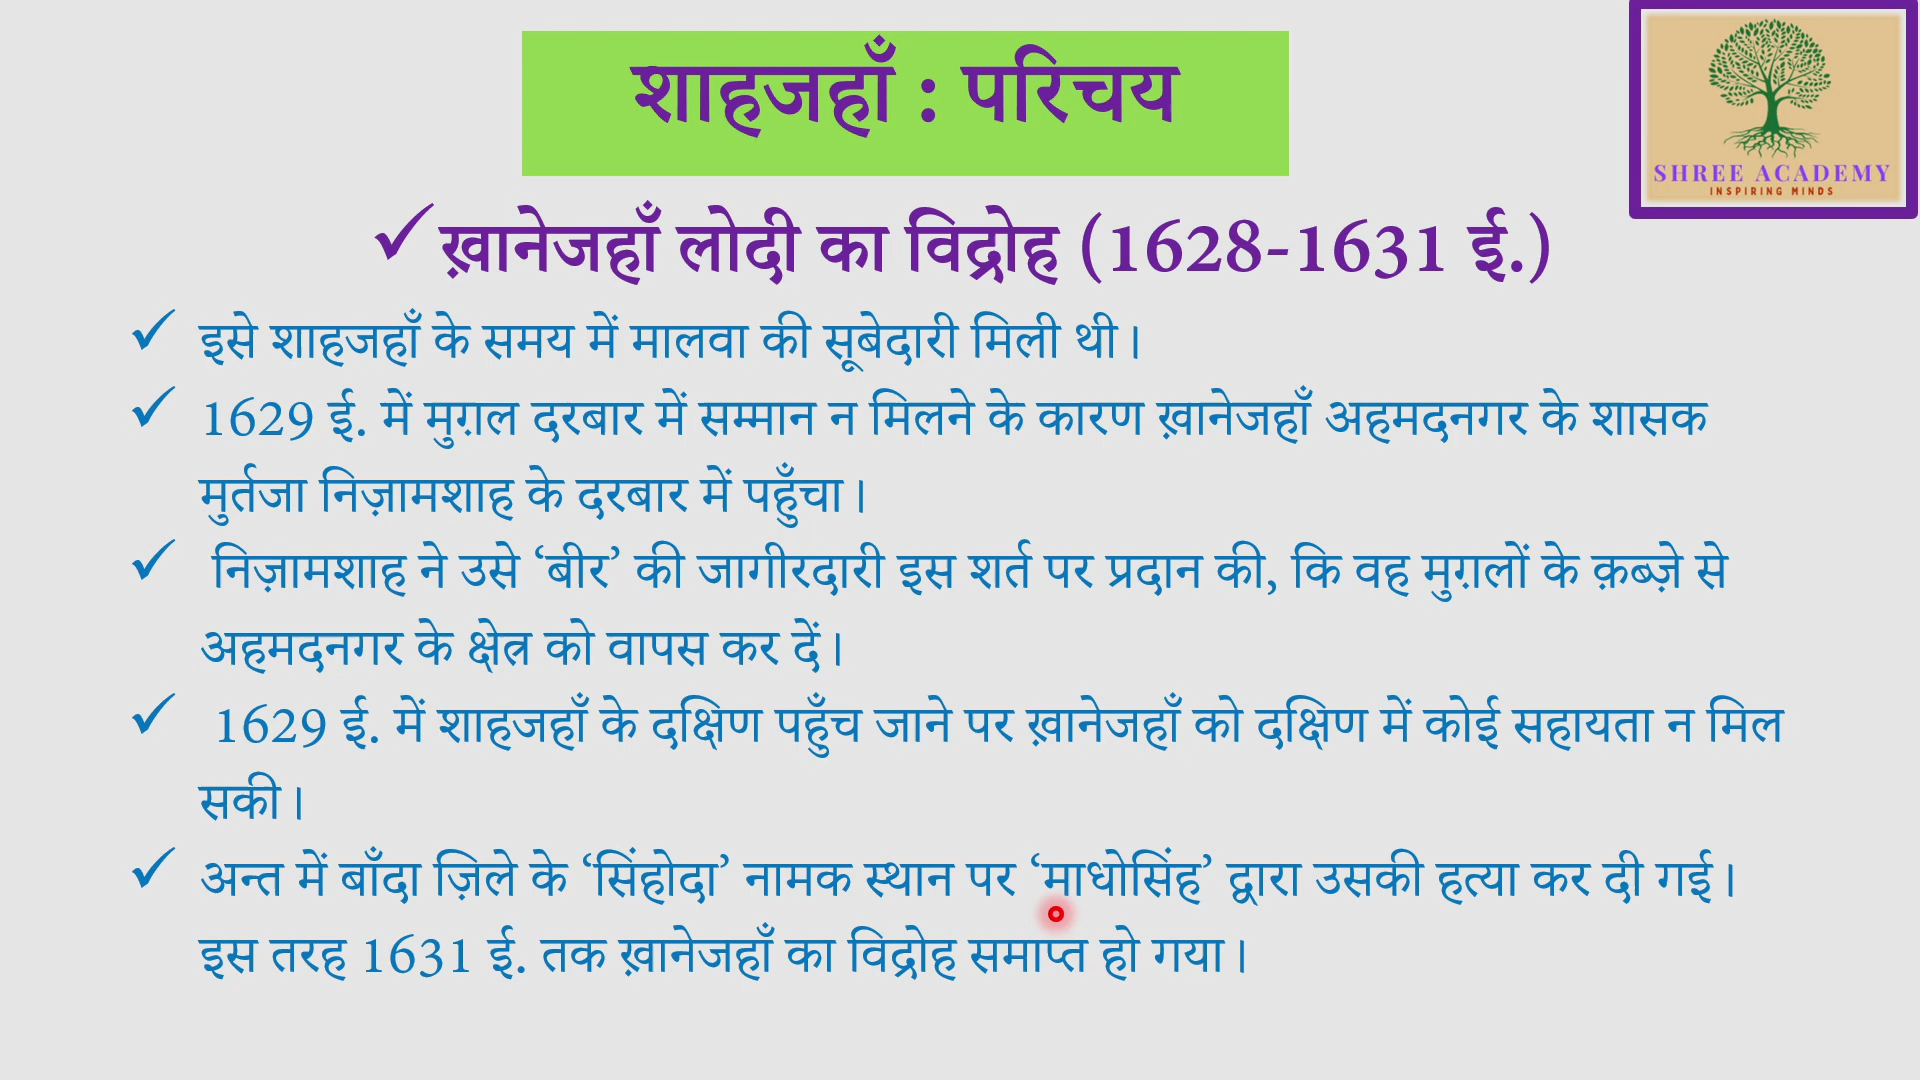 शाहजहाँ : परिचय
SHREE ACADEMY
INSPIRING MINDS
ख़ानेजहाँ लोदी का विद्रोह (1628-1631 ई.)
इसे शाहजहाँ के समय में मालवा की सूबेदारी मिली थी।
1629 ई. में मुग़ल दरबार में सम्मान न मिलने के कारण ख़ानेजहाँ अहमदनगर के शासक
मुर्तजा निज़ामशाह के दरबार में पहुँचा।
निज़ामशाह ने उसे ‘बीर’ की जागीरदारी इस शर्त पर प्रदान की, कि वह मुग़लों के क़ब्ज़े से
अहमदनगर के क्षेत्र को वापस कर दें।
1629 ई. में शाहजहाँ के दक्षिण पहुँच जाने पर ख़ानेजहाँ को दक्षिण में कोई सहायता न मिल
सकी।
अन्त में बाँदा ज़िले के ‘सिंहोदा’ नामक स्थान पर ‘माधोसिंह’ द्वारा उसकी हत्या कर दी गई।
इस तरह 1631 ई. तक ख़ानेजहाँ का विद्रोह समाप्त हो गया।